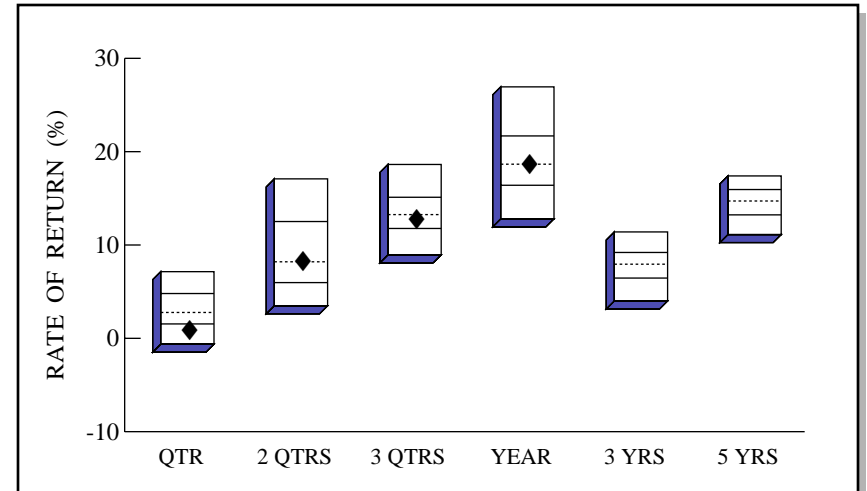 30
20
10
0
-10
RATE OF RETURN (%)
QTR 2 QTRS 3 QTRS YEAR 3 YRS 5 YRS